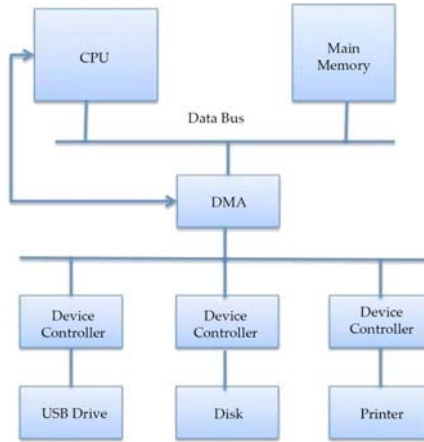 CPU
Main
Memory
Data Bus
DMA
Device
Controller
Device
Controller
Device
Controller
USB Drive
Disk
Printer